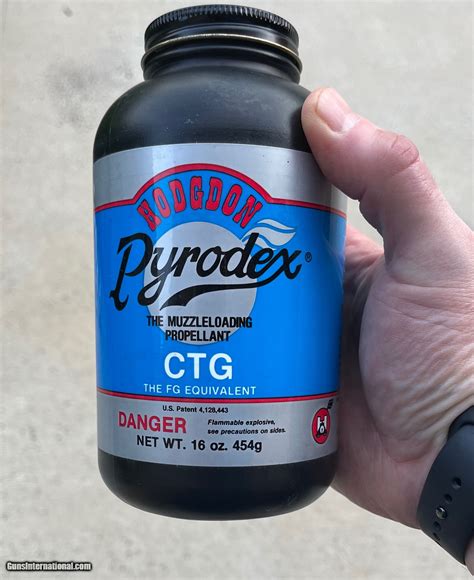 HODGDON
Pyrodex®
THE MUZZLELOADING
PROPELLANT
CTG
THE FG EQUIVALENT
U.S. Patent 4,128,443
DANGER
Flammable explosive,
see precautions on sides.
NET WT. 16 oz. 454g
H
GunsInternational.com